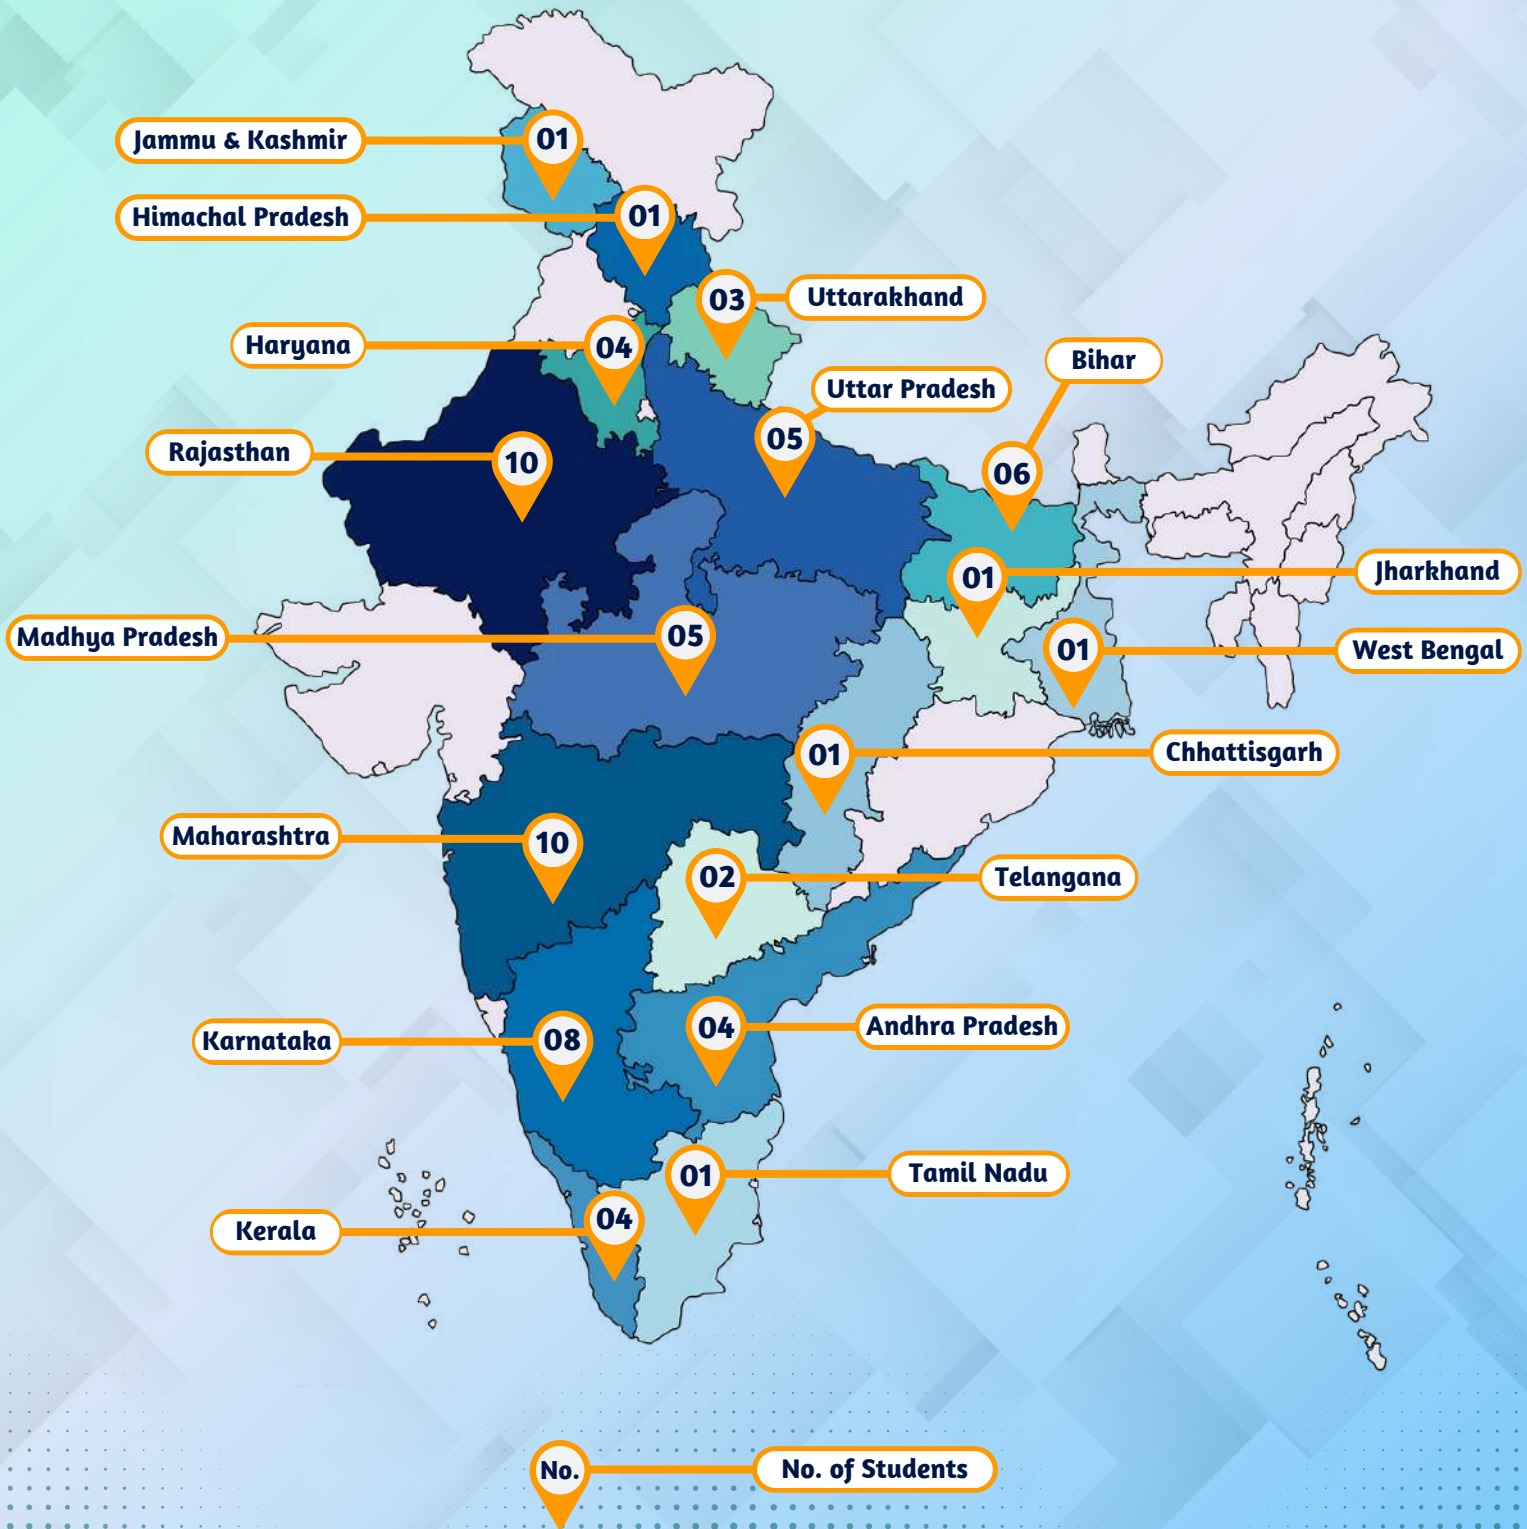 Jammu & Kashmir
01
Himachal Pradesh
01
03
Uttarakhand
Haryana
04
Bihar
Uttar Pradesh
05
Rajasthan
10
06
01
Jharkhand
Madhya Pradesh
05
01
West Bengal
01
Chhattisgarh
Maharashtra
10
02
Telangana
Karnataka
08
04
Andhra Pradesh
01
Tamil Nadu
Kerala
04
No.
No. of Students